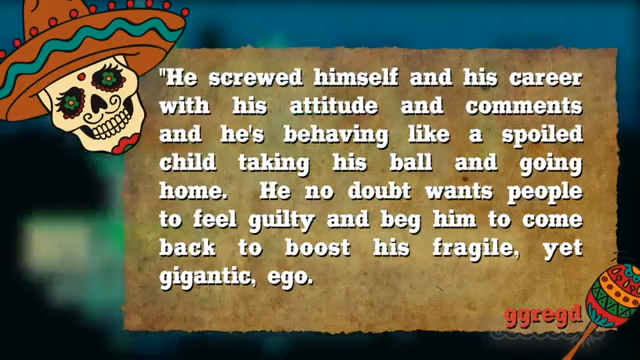 "He screwed himself and his career
with his attitude and comments
and he's behaving like a spoiled
child taking his ball and going
home. He no doubt wants people
to feel guilty and beg him to come
back to boost his fragile, yet
gigantic, ego.
ggregd